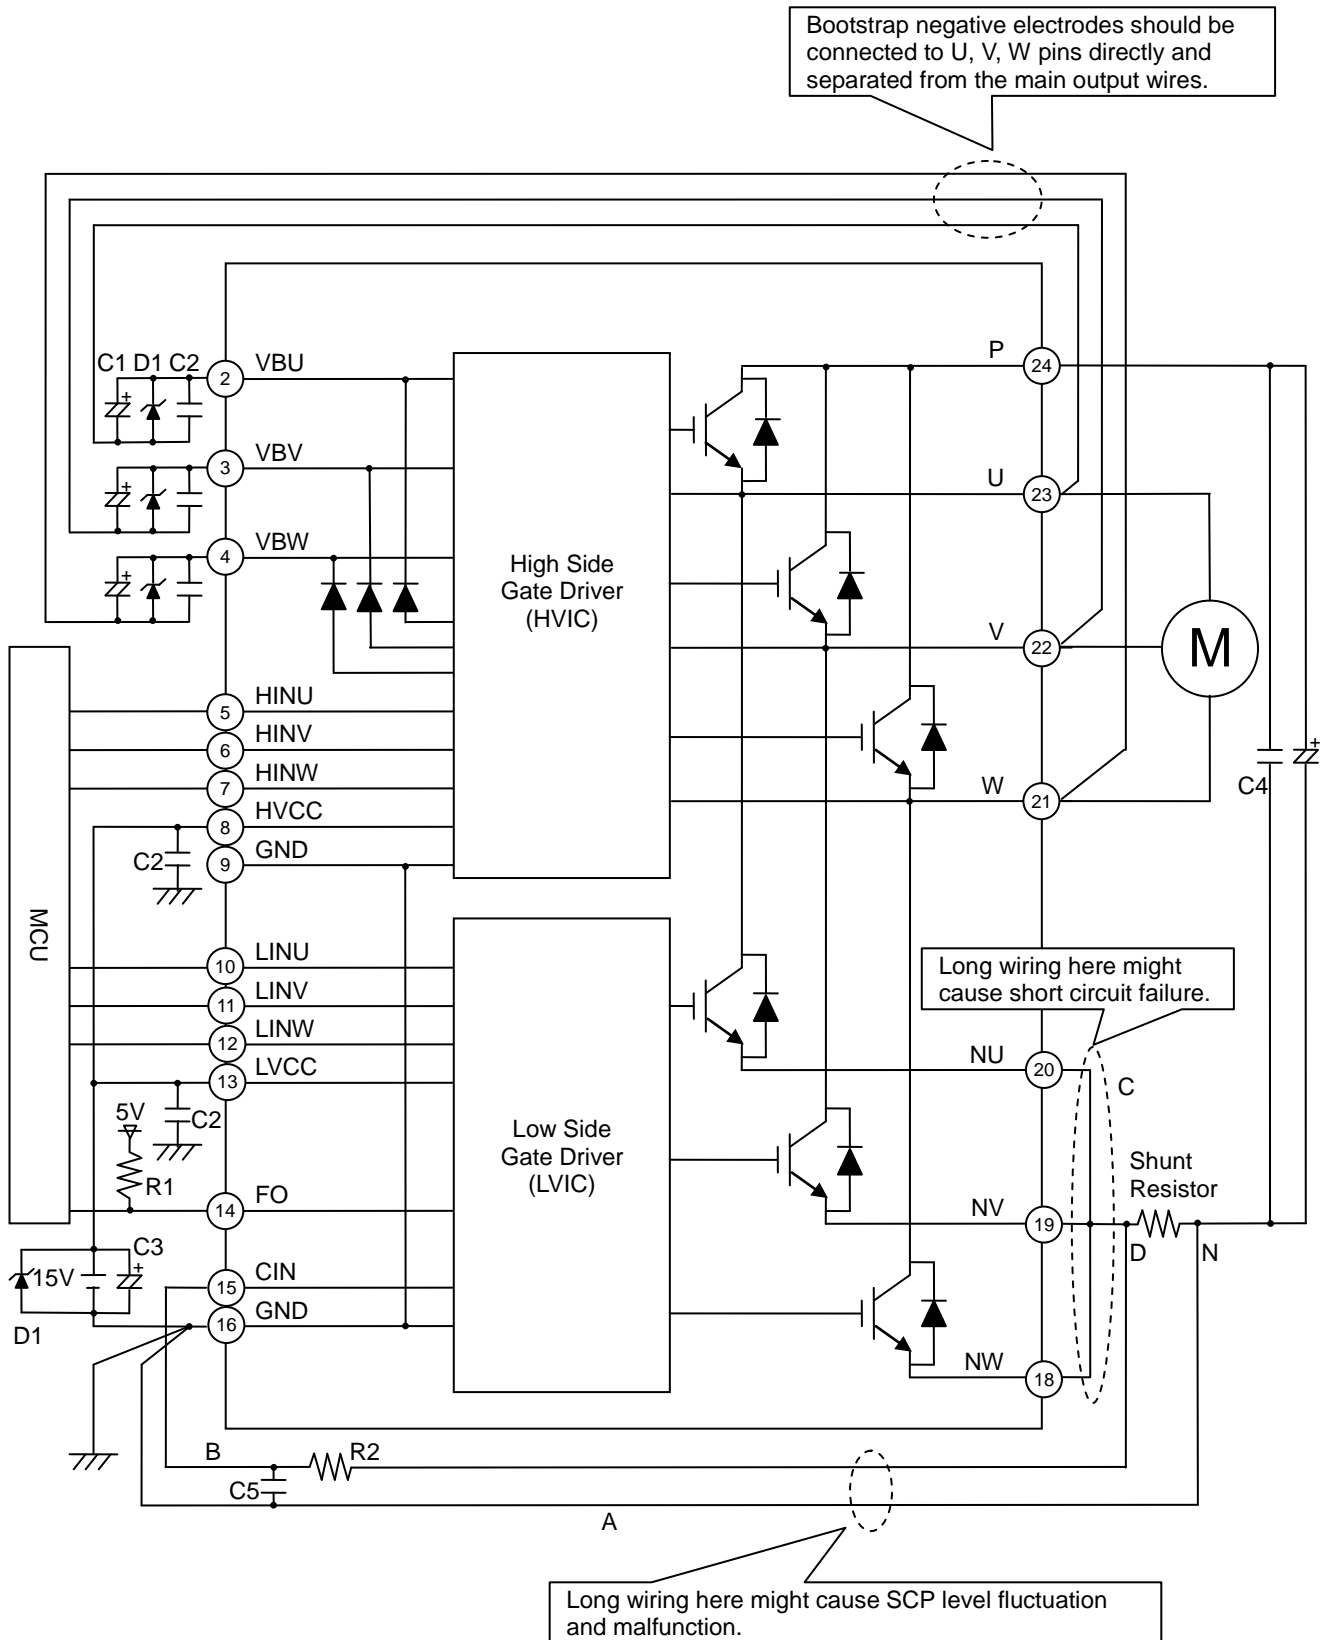 Bootstrap negative electrodes should be
connected to U, V, W pins directly and
separated from the main output wires.
C1 D1 C2
2
VBU
P
24
3
VBV
U
23
4
VBW
High Side
Gate Driver
(HVIC)
V
22
M
5
HINU
6
HINV
7
HINW
W
21
C4
+
8
HVCC
C2
9
GND
MCU
10
LINU
11
LINV
12
LINW
13
LVCC
Long wiring here might
cause short circuit failure.
NU
20
C
5V
C2
R1
Low Side
Gate Driver
(LVIC)
Shunt
Resistor
14
FO
NV
19
D
N
C3
+
15V
D1
15
CIN
16
GND
NW
18
B
R2
C5
A
Long wiring here might cause SCP level fluctuation
and malfunction.
+
+
+